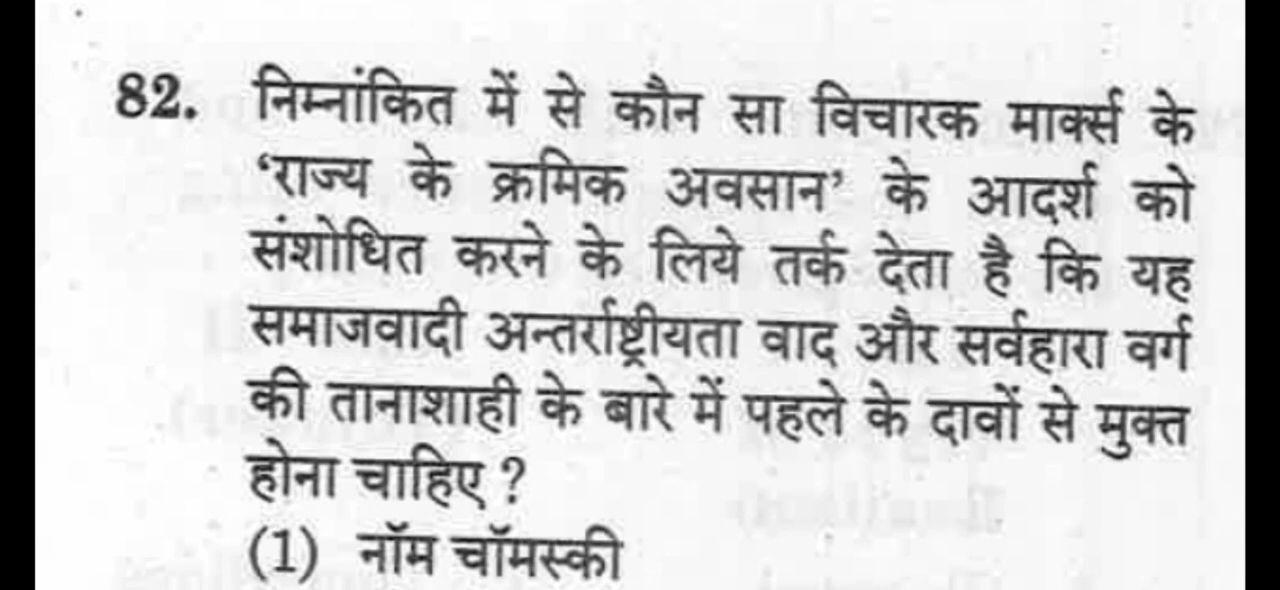 82. निम्नांकित में से कौन सा विचारक मार्क्स के
‘राज्य के क्रमिक अवसान’ के आदर्श को
संशोधित करने के लिये तर्क देता है कि यह
समाजवादी अन्तर्राष्ट्रीयता वाद और सर्वहारा वर्ग
की तानाशाही के बारे में पहले के दावों से मुक्त
होना चाहिए ?
(1) नॉम चॉमस्की